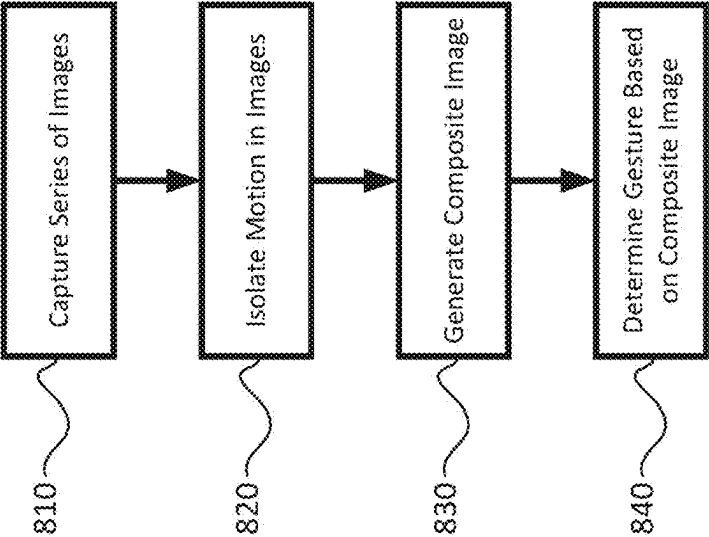 810
Capture Series of Images
820
Isolate Motion in Images
830
Generate Composite Image
840
Determine Gesture Based
on Composite Image